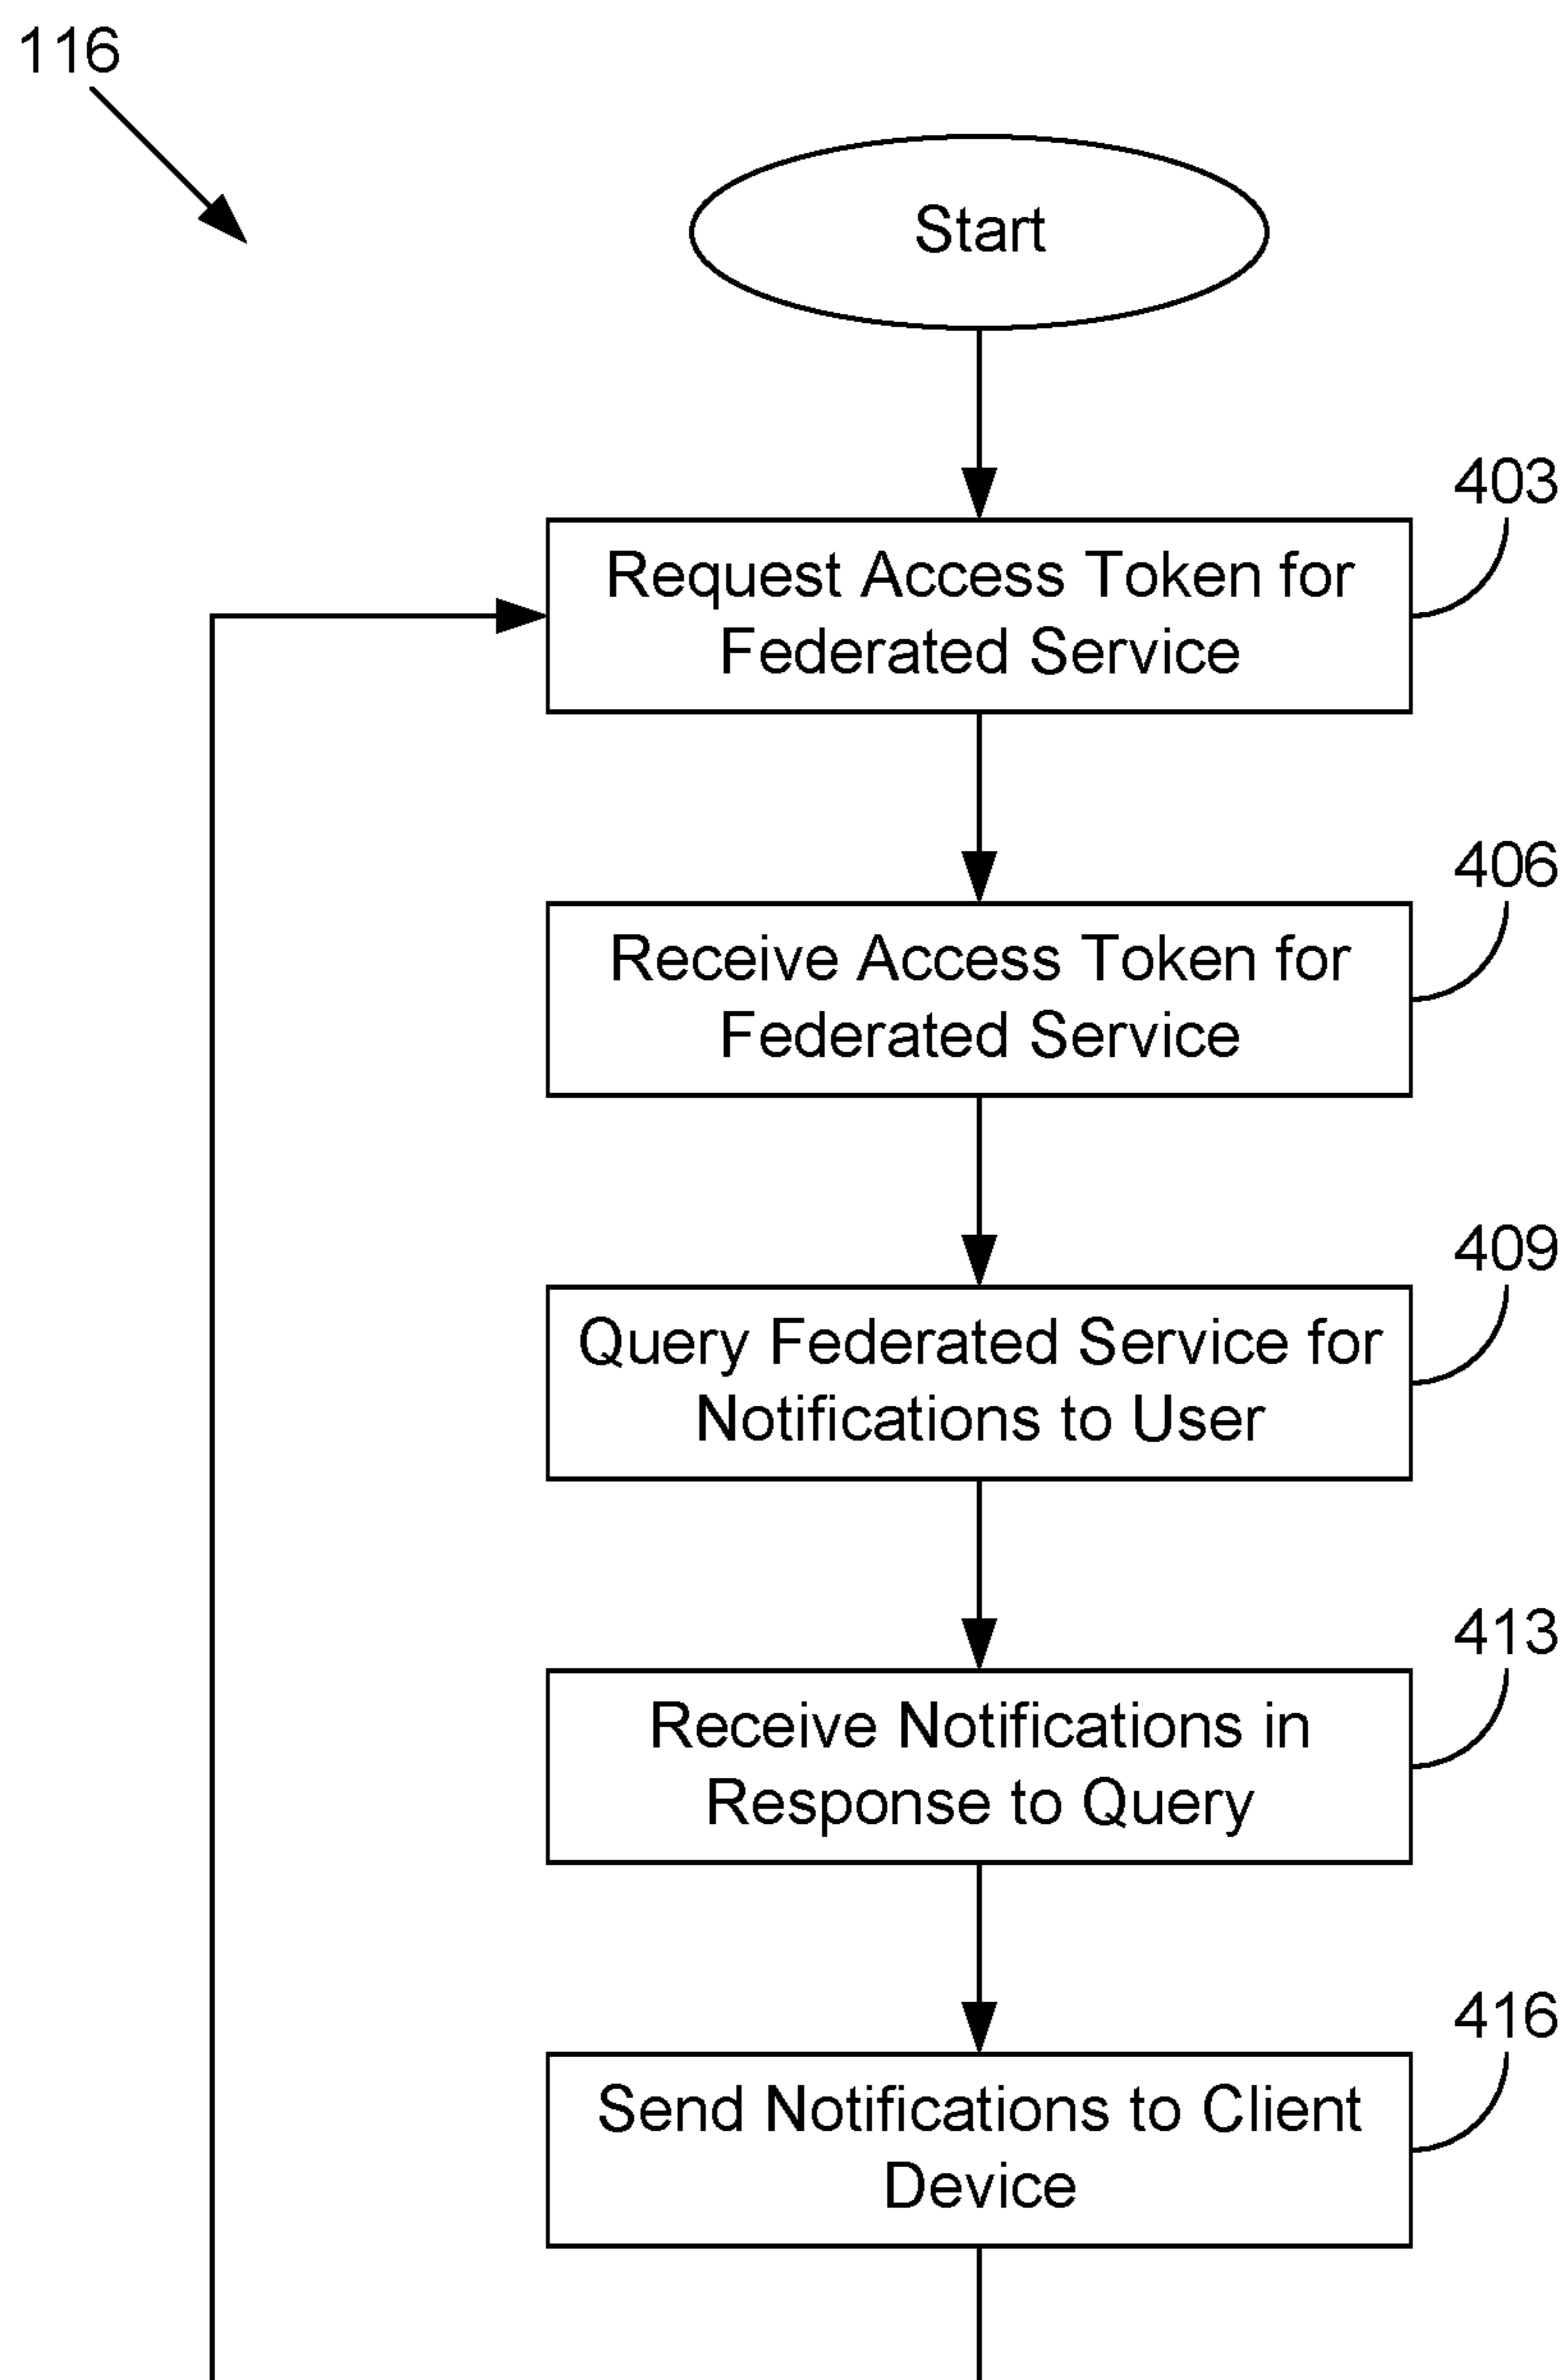 116
Start
403
Request Access Token for
Federated Service
406
Receive Access Token for
Federated Service
409
Query Federated Service for
Notifications to User
413
Receive Notifications in
Response to Query
416
Send Notifications to Client
Device